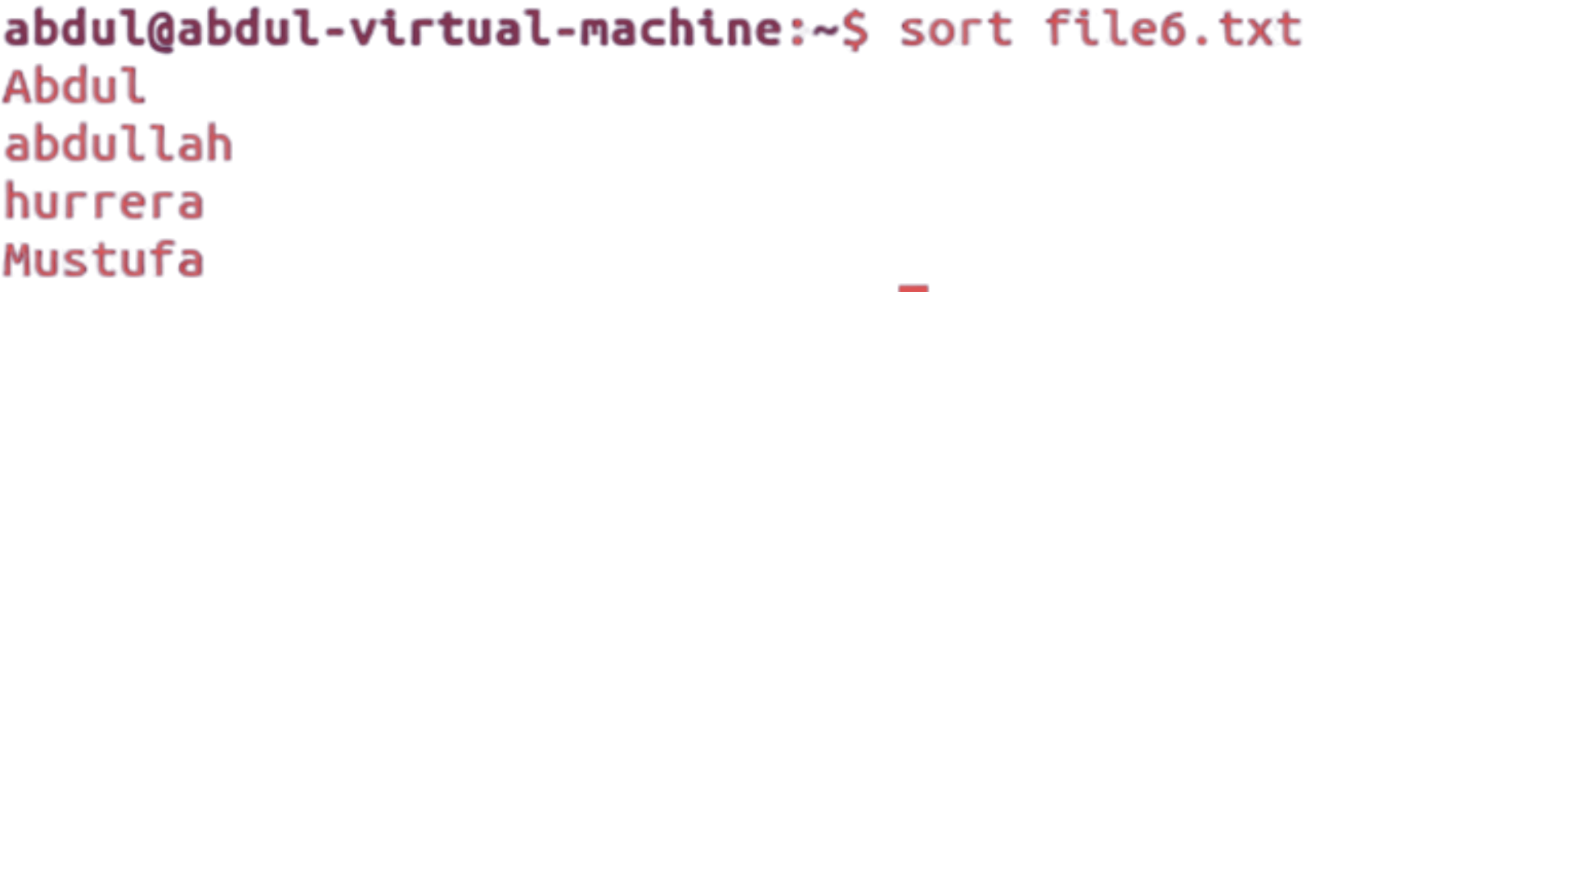 abdul@abdul-virtual-machine:~$ sort file6.txt
Abdul
abdullah
hurrera
Mustufa